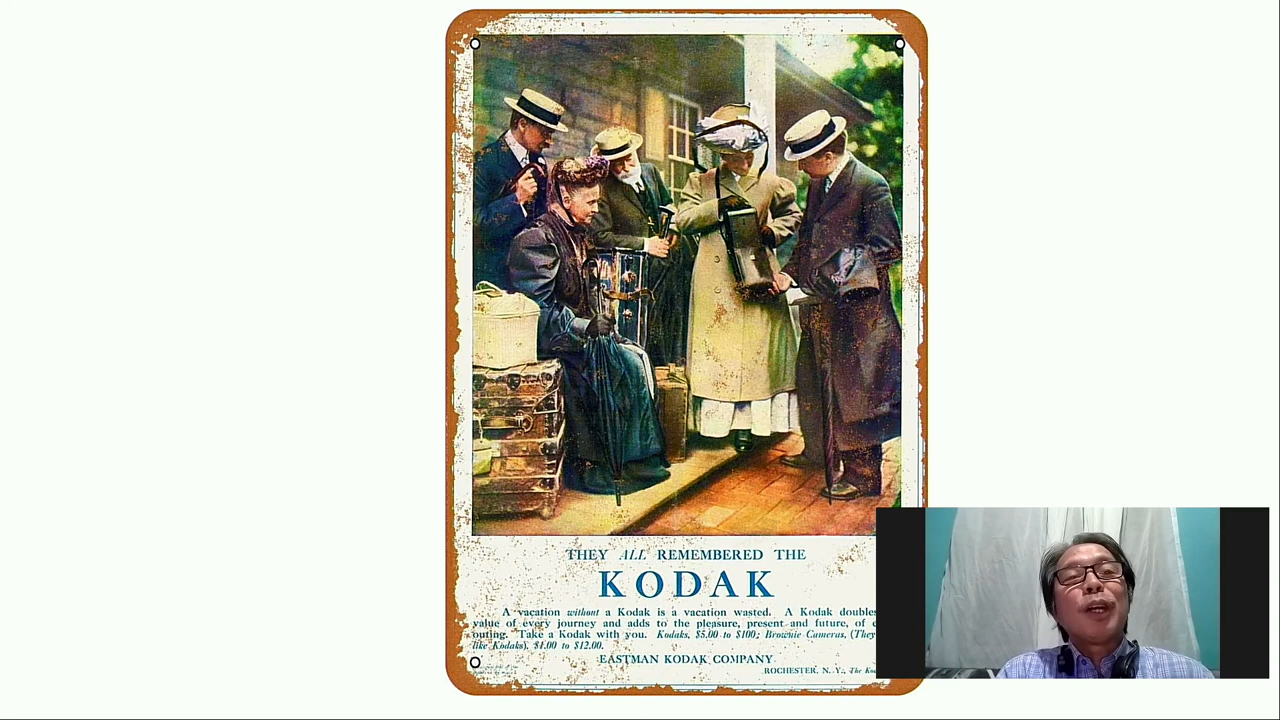 THEY ALL REMEMBERED THE
KODAK
A vacation without a Kodak is a vacation wasted. A Kodak doubles
value of every journey and adds to the pleasure, present and future, of
outing. Take a Kodak with you. Kodaks, $5.00 to $100; Brownie Cameras, (They
like Kodaks), $1.00 to $12.00.
EASTMAN KODAK COMPANY
ROCHESTER, N. Y., The